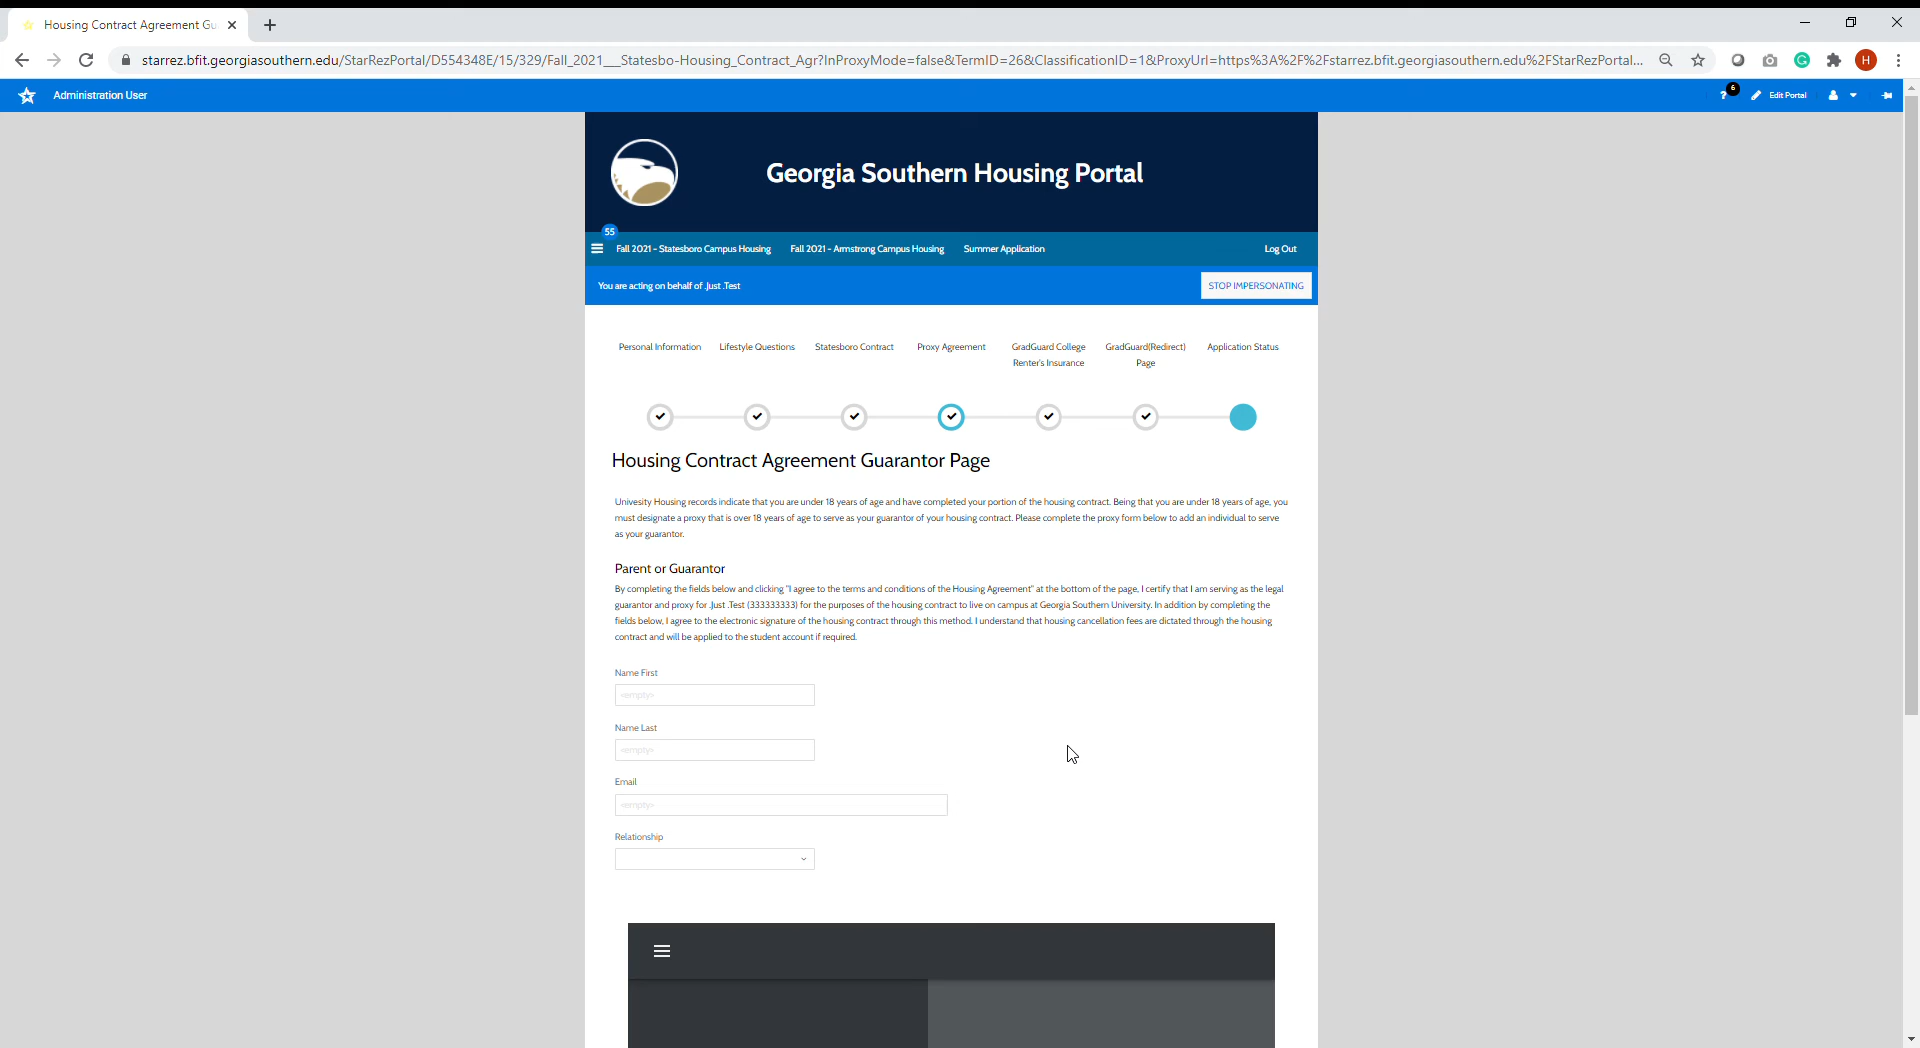 Housing Contract Agreement Gu
starrez.bfit.georgiasouthern.edu/StarRezPortal/D554348E/15/329/Fall_2021___Statesbo-Housing_Contract_Agr?InProxyMode=false&TermID=26&ClassificationID=1&ProxyUrl=https%3A%2F%2Fstarrez.bfit.georgiasouthern.edu%2FStarRezPortal...
H
Administration User
? 6 Edit Portal
Georgia Southern Housing Portal
55
Fall 2021 - Statesboro Campus Housing Fall 2021 - Armstrong Campus Housing Summer Application Log Out
You are acting on behalf of .Just .Test STOP IMPERSONATING
Personal Information Lifestyle Questions Statesboro Contract Proxy Agreement GradGuard College GradGuard(Redirect) Application Status
Renter's Insurance Page
Housing Contract Agreement Guarantor Page
Univesity Housing records indicate that you are under 18 years of age and have completed your portion of the housing contract. Being that you are under 18 years of age, you
must designate a proxy that is over 18 years of age to serve as your guarantor of your housing contract. Please complete the proxy form below to add an individual to serve
as your guarantor.
Parent or Guarantor
By completing the fields below and clicking "I agree to the terms and conditions of the Housing Agreement" at the bottom of the page, I certify that I am serving as the legal
guarantor and proxy for .Just .Test (333333333) for the purposes of the housing contract to live on campus at Georgia Southern University. In addition by completing the
fields below, I agree to the electronic signature of the housing contract through this method. I understand that housing cancellation fees are dictated through the housing
contract and will be applied to the student account if required.
Name First
<empty>
Name Last
<empty>
Email
<empty>
Relationship